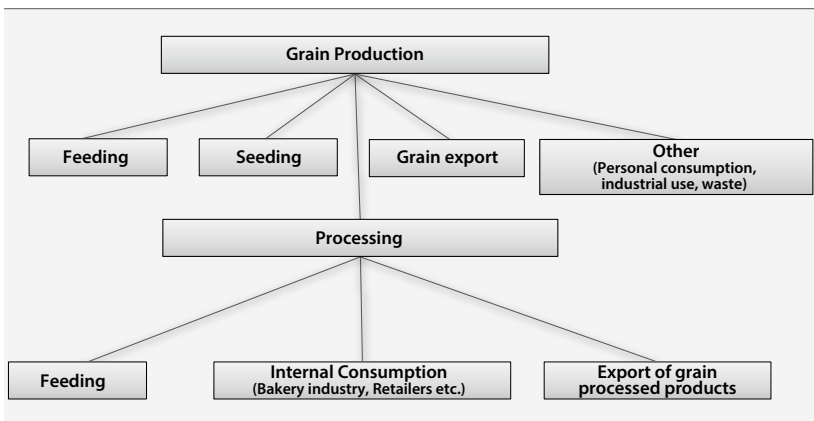 Grain Production
Feeding
Seeding
Grain export
Other
(Personal consumption,
industrial use, waste)
Processing
Feeding
Internal Consumption
(Bakery industry, Retailers etc.)
Export of grain
processed products